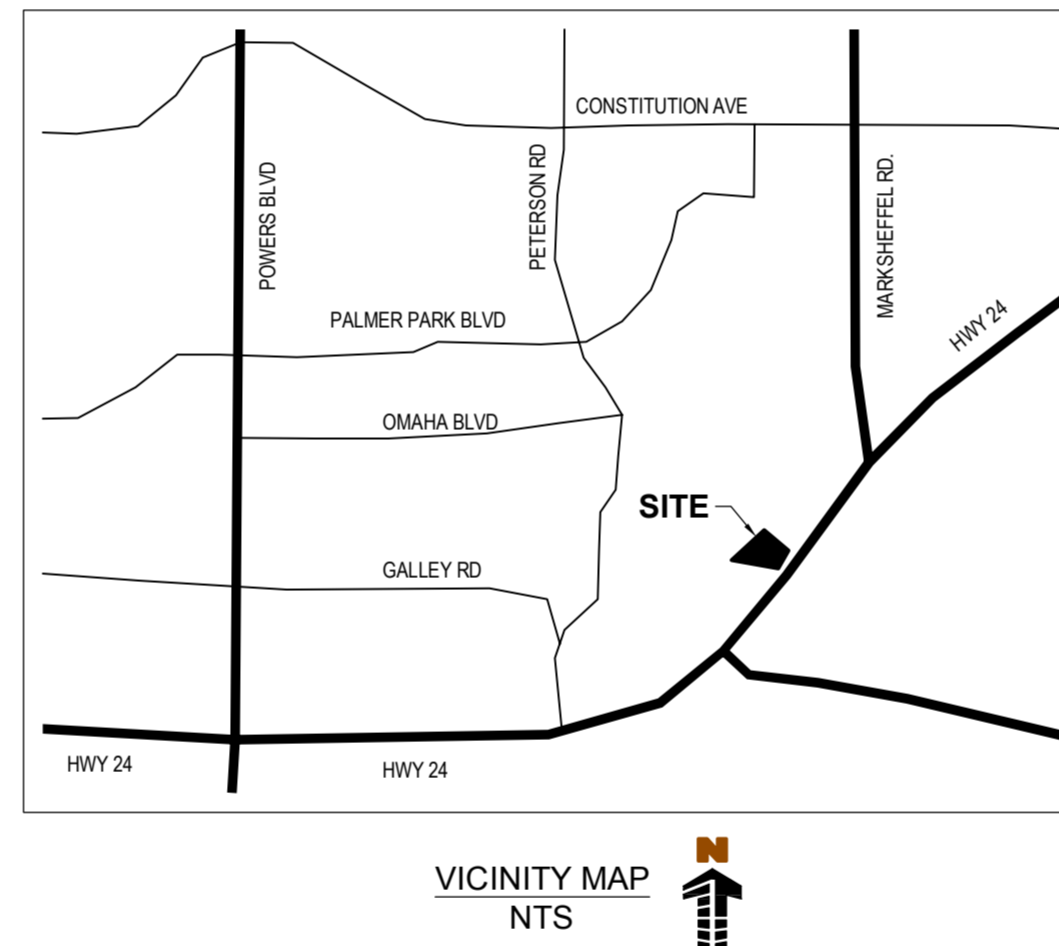 CONSTITUTION AVE
PETERSON RD
POWERS BLVD
MARKSHEFFEL RD.
PALMER PARK BLVD
HWY 24
OMAHA BLVD
SITE
GALLEY RD
HWY 24
HWY 24
VICINITY MAP
NTS
N